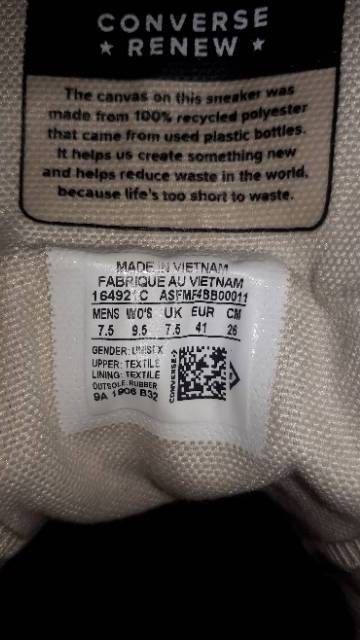 CONVERSE
★ RENEW ★
The canvas on this sneaker was
made from 100% recycled polyester
that came from used plastic bottles.
It helps us create something new
and helps reduce waste in the world,
because life's too short to waste.
MADE IN VIETNAM
FABRIQUE AU VIETNAM
164921C ASFMF4BB00011
MENS WO'S UK EUR CM
7.5 9.5 7.5 41 26
GENDER: UNISEX
UPPER: TEXTILE
LINING: TEXTILE
OUTSOLE: RUBBER
9A 1906 B32
CONVERSE